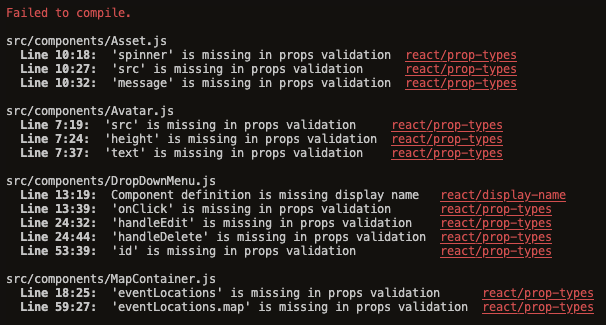 Failed to compile.
src/components/Asset.js
Line 10:18: 'spinner' is missing in props validation react/prop-types
Line 10:27: 'src' is missing in props validation react/prop-types
Line 10:32: 'message' is missing in props validation react/prop-types
src/components/Avatar.js
Line 7:19: 'src' is missing in props validation react/prop-types
Line 7:24: 'height' is missing in props validation react/prop-types
Line 7:37: 'text' is missing in props validation react/prop-types
src/components/DropDownMenu.js
Line 13:19: Component definition is missing display name react/display-name
Line 13:39: 'onClick' is missing in props validation react/prop-types
Line 24:32: 'handleEdit' is missing in props validation react/prop-types
Line 24:44: 'handleDelete' is missing in props validation react/prop-types
Line 53:39: 'id' is missing in props validation react/prop-types
src/components/MapContainer.js
Line 18:25: 'eventLocations' is missing in props validation react/prop-types
Line 59:27: 'eventLocations.map' is missing in props validation react/prop-types